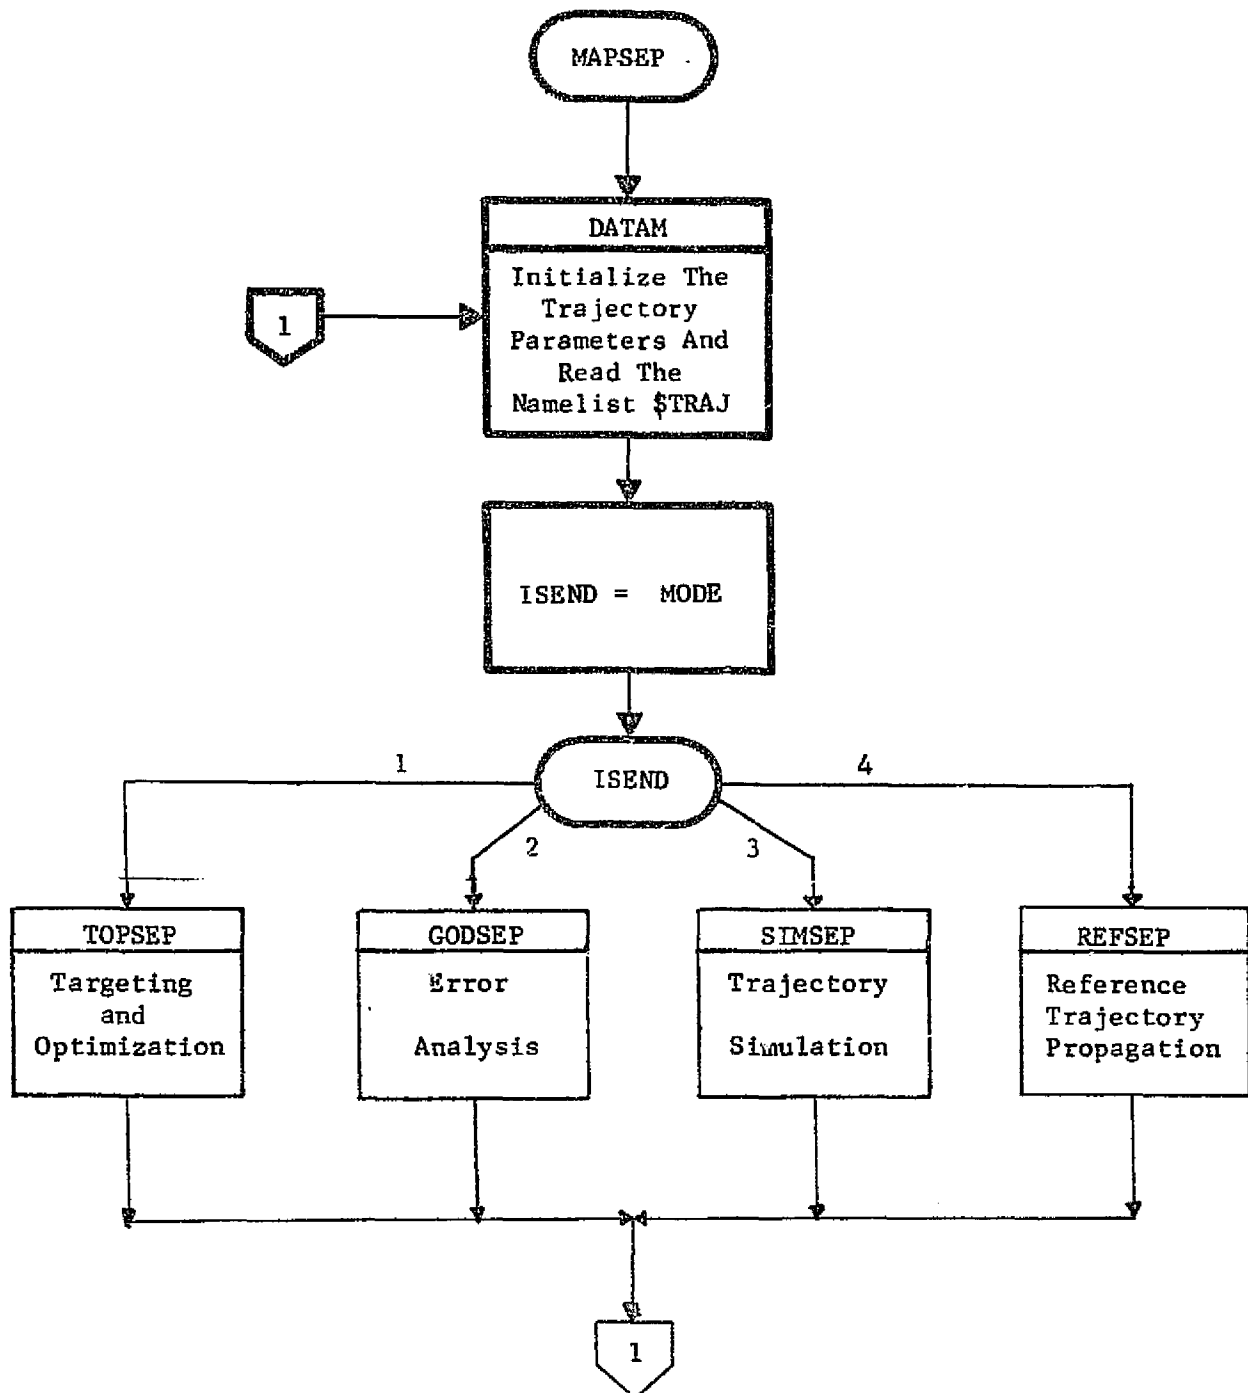 MAPSEP
DATAM
Initialize The
Trajectory
Parameters And
Read The
Namelist $TRAJ
1
ISEND = MODE
ISEND
1
2
3
4
TOPSEP
Targeting
and
Optimization
GODSEP
Error
Analysis
SIMSEP
Trajectory
Simulation
REFSEP
Reference
Trajectory
Propagation
1